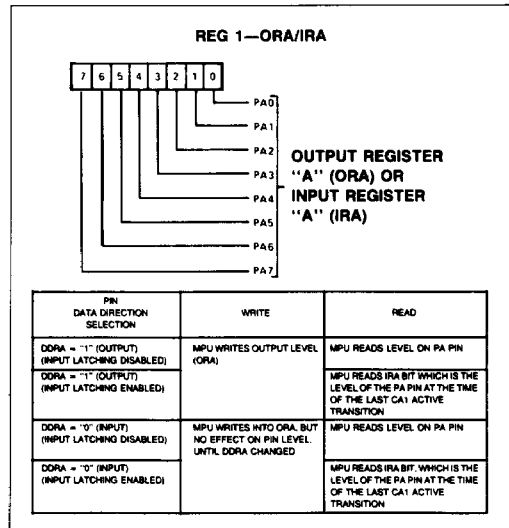 REG 1—ORA/IRA
7 6 5 4 3 2 1 0
PA0
PA1
PA2
PA3
PA4
PA5
PA6
PA7
OUTPUT REGISTER
"A" (ORA) OR
INPUT REGISTER
"A" (IRA)
PIN
DATA DIRECTION
SELECTION
WRITE
READ
DDRA = "1" (OUTPUT)
(INPUT LATCHING DISABLED)
MPU WRITES OUTPUT LEVEL
(ORA)
MPU READS LEVEL ON PA PIN
DDRA = "1" (OUTPUT)
(INPUT LATCHING ENABLED)
MPU READS IRA BIT WHICH IS THE
LEVEL OF THE PA PIN AT THE TIME
OF THE LAST CA1 ACTIVE
TRANSITION
DDRA = "0" (INPUT)
(INPUT LATCHING DISABLED)
MPU WRITES INTO ORA, BUT
NO EFFECT ON PIN LEVEL,
UNTIL DDRA CHANGED
MPU READS LEVEL ON PA PIN
DDRA = "0" (INPUT)
(INPUT LATCHING ENABLED)
MPU READS IRA BIT, WHICH IS THE
LEVEL OF THE PA PIN AT THE TIME
OF THE LAST CA1 ACTIVE
TRANSITION